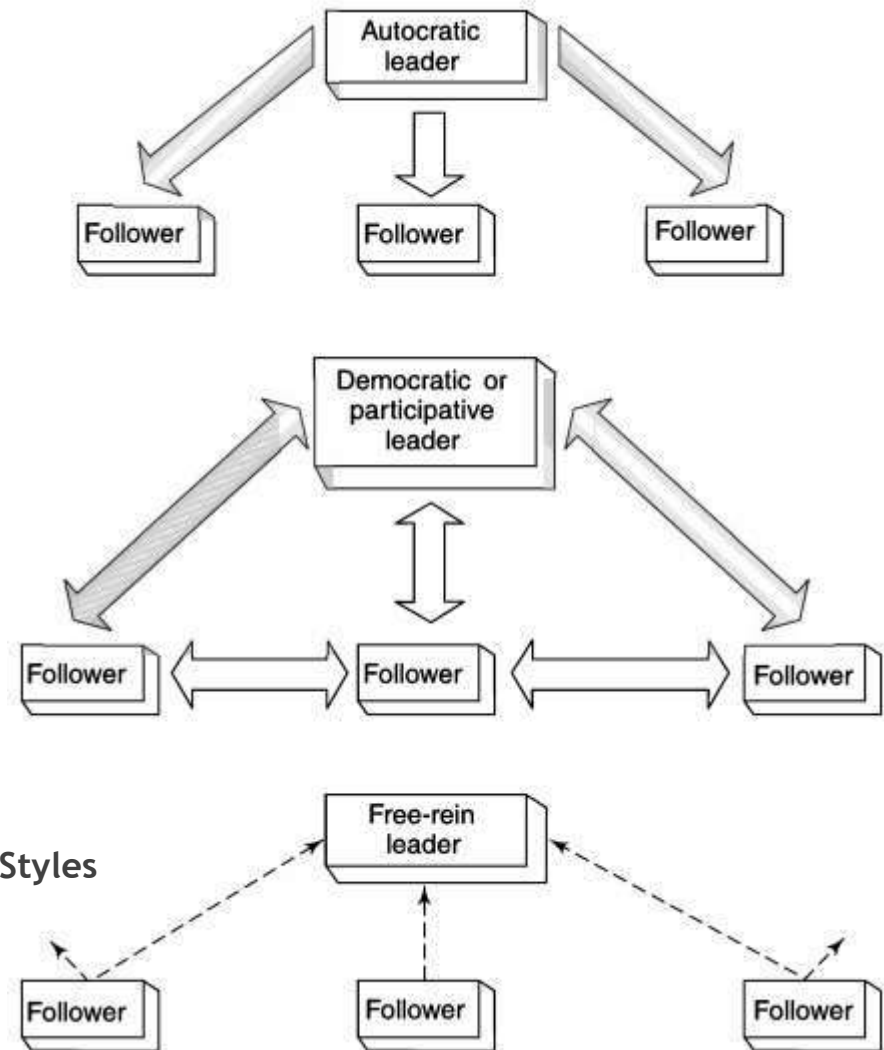 Autocratic
leader
Follower
Follower
Follower
Democratic or
participative
leader
Follower
Follower
Follower
Free-rein
leader
Styles
Follower
Follower
Follower